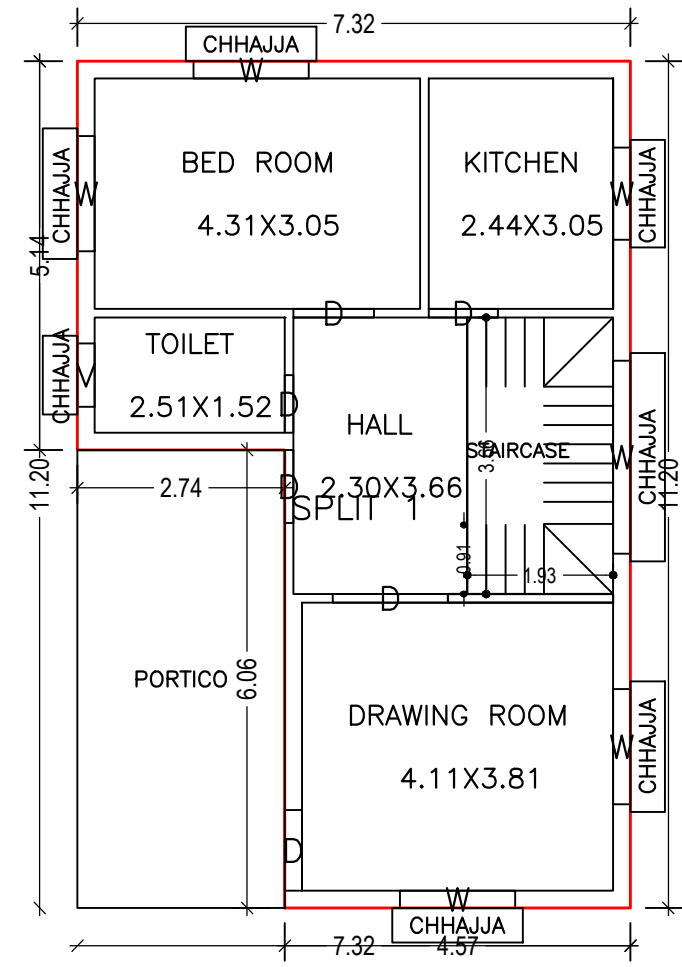 7.32
CHHAJJA
W
BED ROOM
4.31X3.05
KITCHEN
2.44X3.05
CHHAJJA
W
W
CHHAJJA
5.14
D
D
TOILET
2.51X1.52
CHHAJJA
V
D
HALL
2.30X3.66
STAIRCASE
3.66
W
CHHAJJA
11.20
11.20
2.74
D
SPLIT 1
0.91
1.93
D
PORTICO
6.06
DRAWING ROOM
4.11X3.81
W
CHHAJJA
D
W
CHHAJJA
7.32
4.57